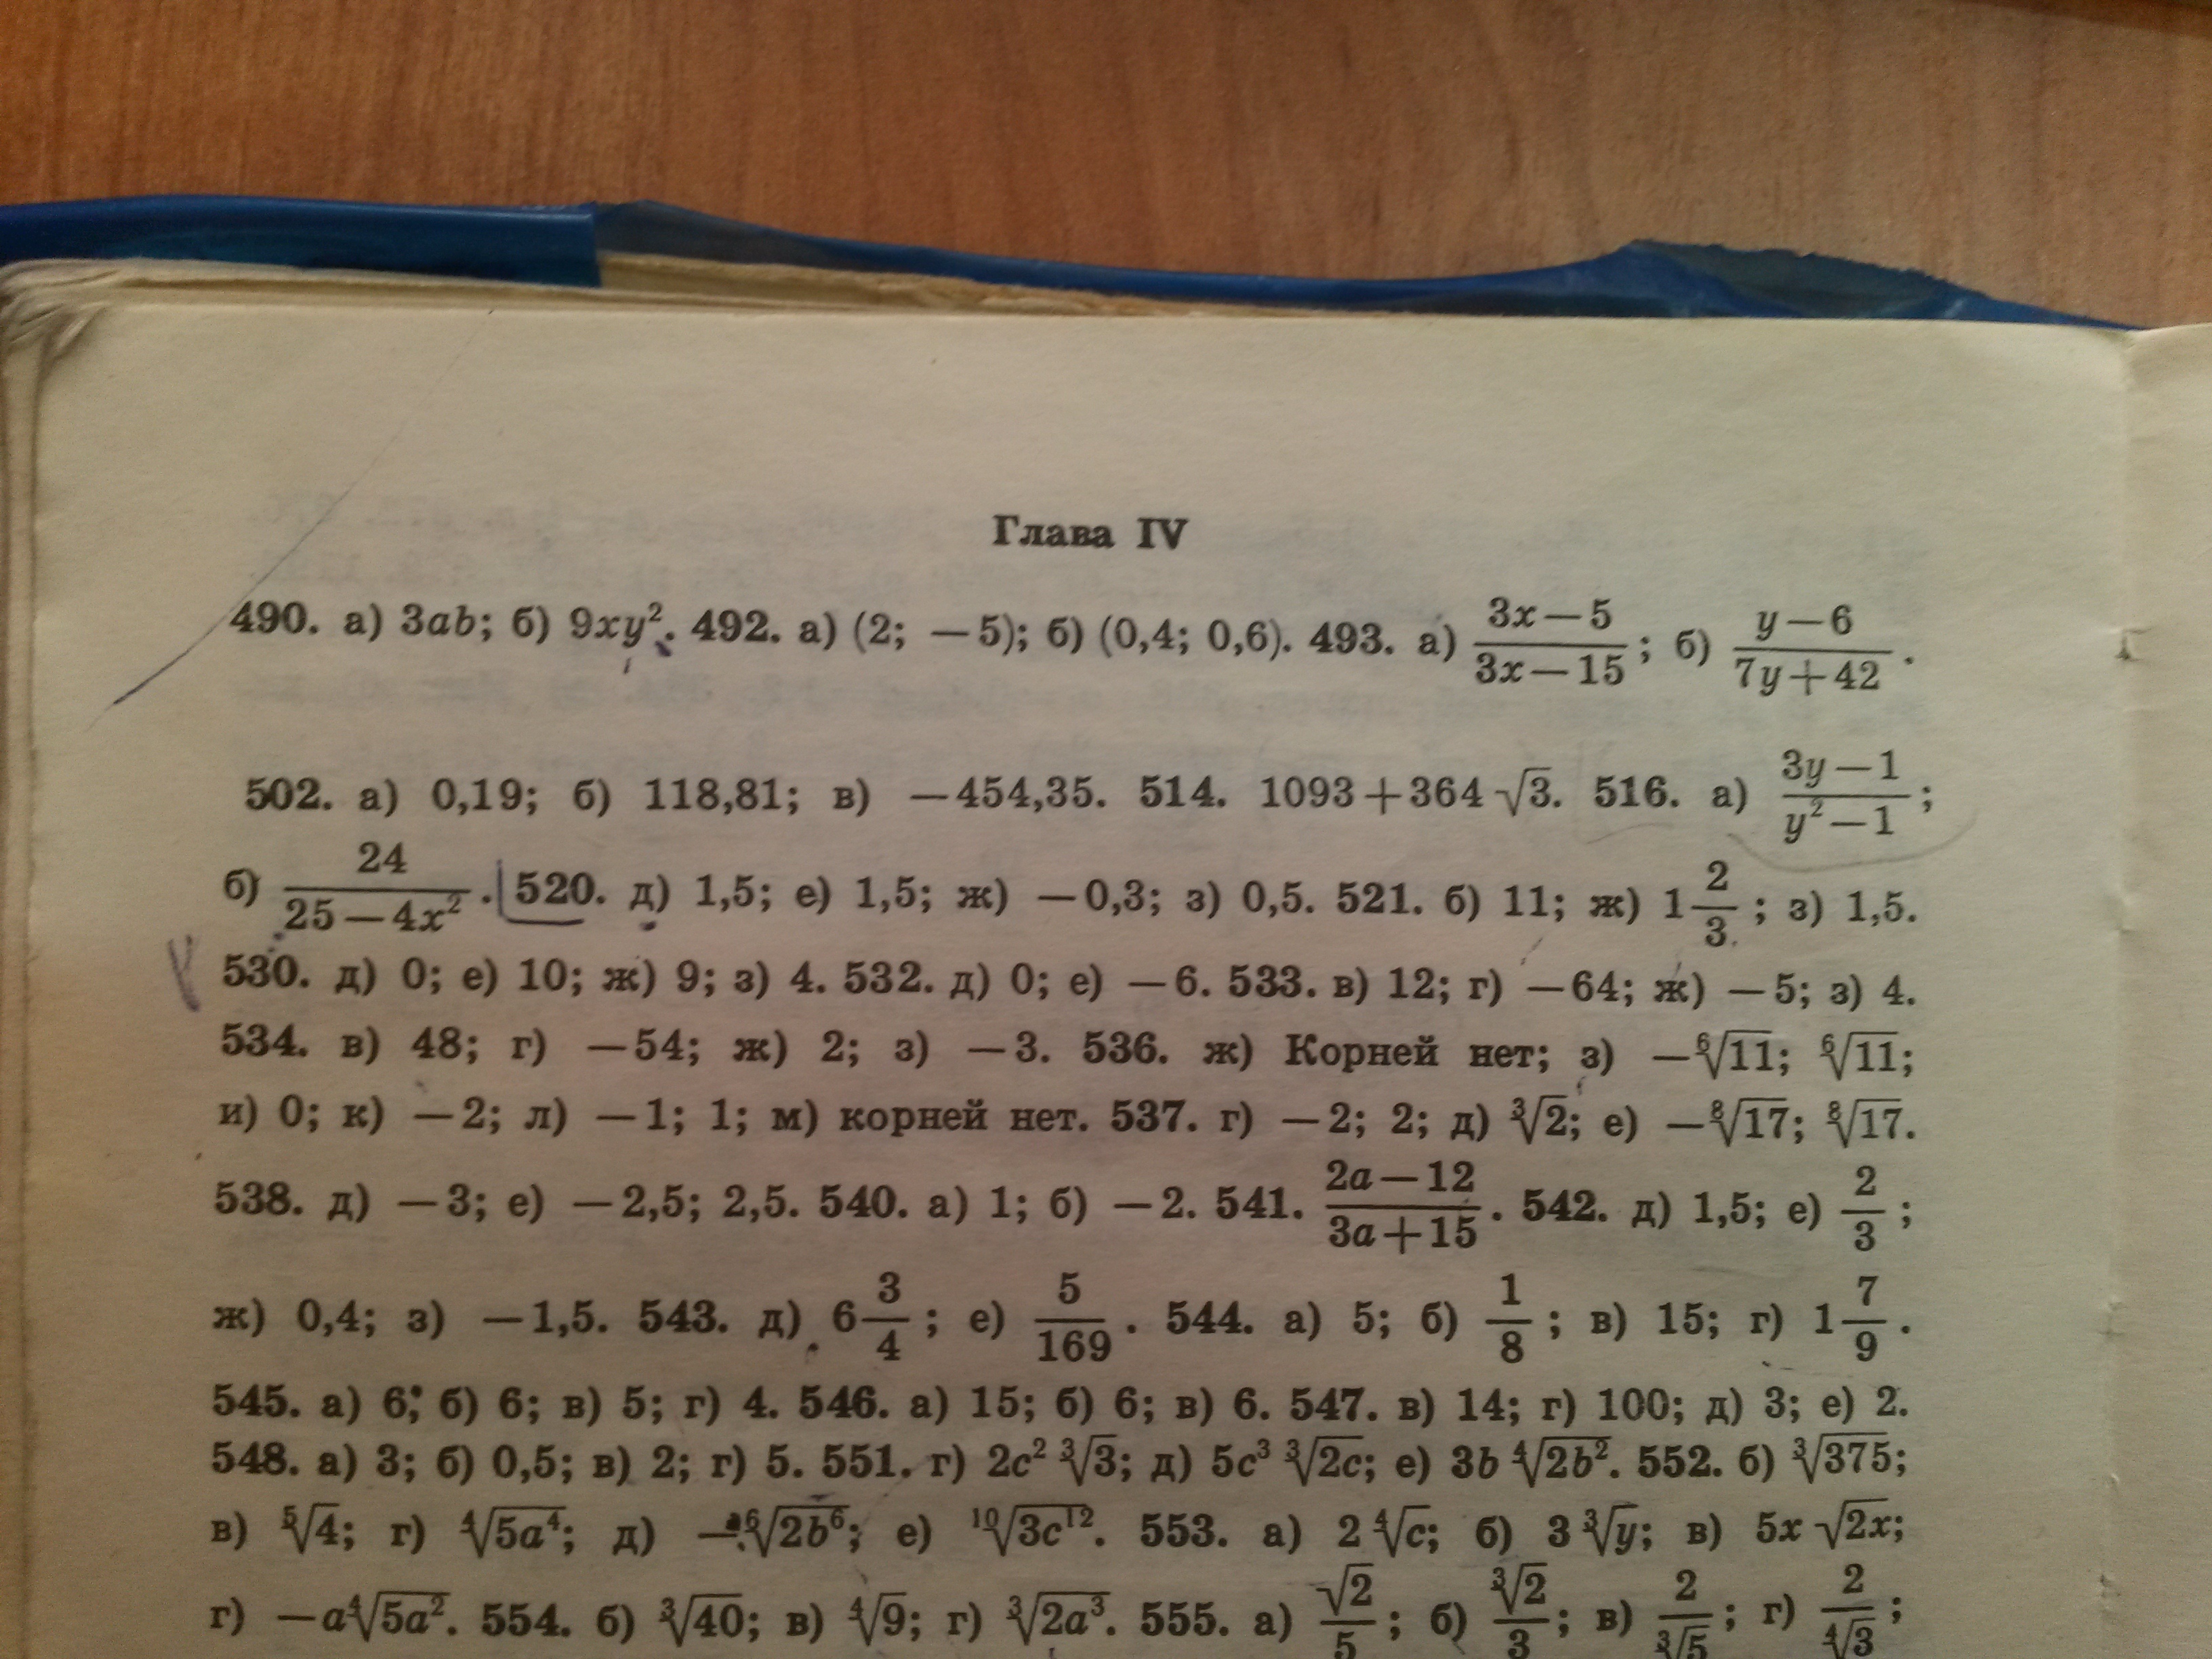 Глава IV
490. а) 3ab; б) 9xy². 492. а) (2; —5); б) (0,4; 0,6). 493. а) (3x—5)/(3x—15); б) (y—6)/(7y+42).
502. а) 0,19; б) 118,81; в) —454,35. 514. 1093+364√3. 516. а) (3y—1)/(y²—1);
б) 24/(25—4x²). 520. д) 1,5; е) 1,5; ж) —0,3; з) 0,5. 521. б) 11; ж) 1 2/3; з) 1,5.
530. д) 0; е) 10; ж) 9; з) 4. 532. д) 0; е) —6. 533. в) 12; г) —64; ж) —5; з) 4.
534. в) 48; г) —54; ж) 2; з) —3. 536. ж) Корней нет; з) —⁶√11; ⁶√11;
и) 0; к) —2; л) —1; 1; м) корней нет. 537. г) —2; 2; д) ³√2; е) —⁸√17; ⁸√17.
538. д) —3; е) —2,5; 2,5. 540. а) 1; б) —2. 541. (2a—12)/(3a+15). 542. д) 1,5; е) 2/3;
ж) 0,4; з) —1,5. 543. д) 6 3/4; е) 5/169. 544. а) 5; б) 1/8; в) 15; г) 1 7/9.
545. а) 6; б) 6; в) 5; г) 4. 546. а) 15; б) 6; в) 6. 547. в) 14; г) 100; д) 3; е) 2.
548. а) 3; б) 0,5; в) 2; г) 5. 551. г) 2c² ³√3; д) 5c³ ³√(2c); е) 3b ⁴√(2b²). 552. б) ³√375;
в) ⁵√4; г) ⁴√(5a⁴); д) —⁶√(2b⁶); е) ¹⁰√(3c¹²). 553. а) 2 ⁴√c; б) 3 ³√y; в) 5x √(2x);
г) —a⁴√(5a²). 554. б) ³√40; в) ⁴√9; г) ³√(2a³). 555. а) √2/5; б) ³√2/3; в) 2/³√5; г) 2/⁴√3;